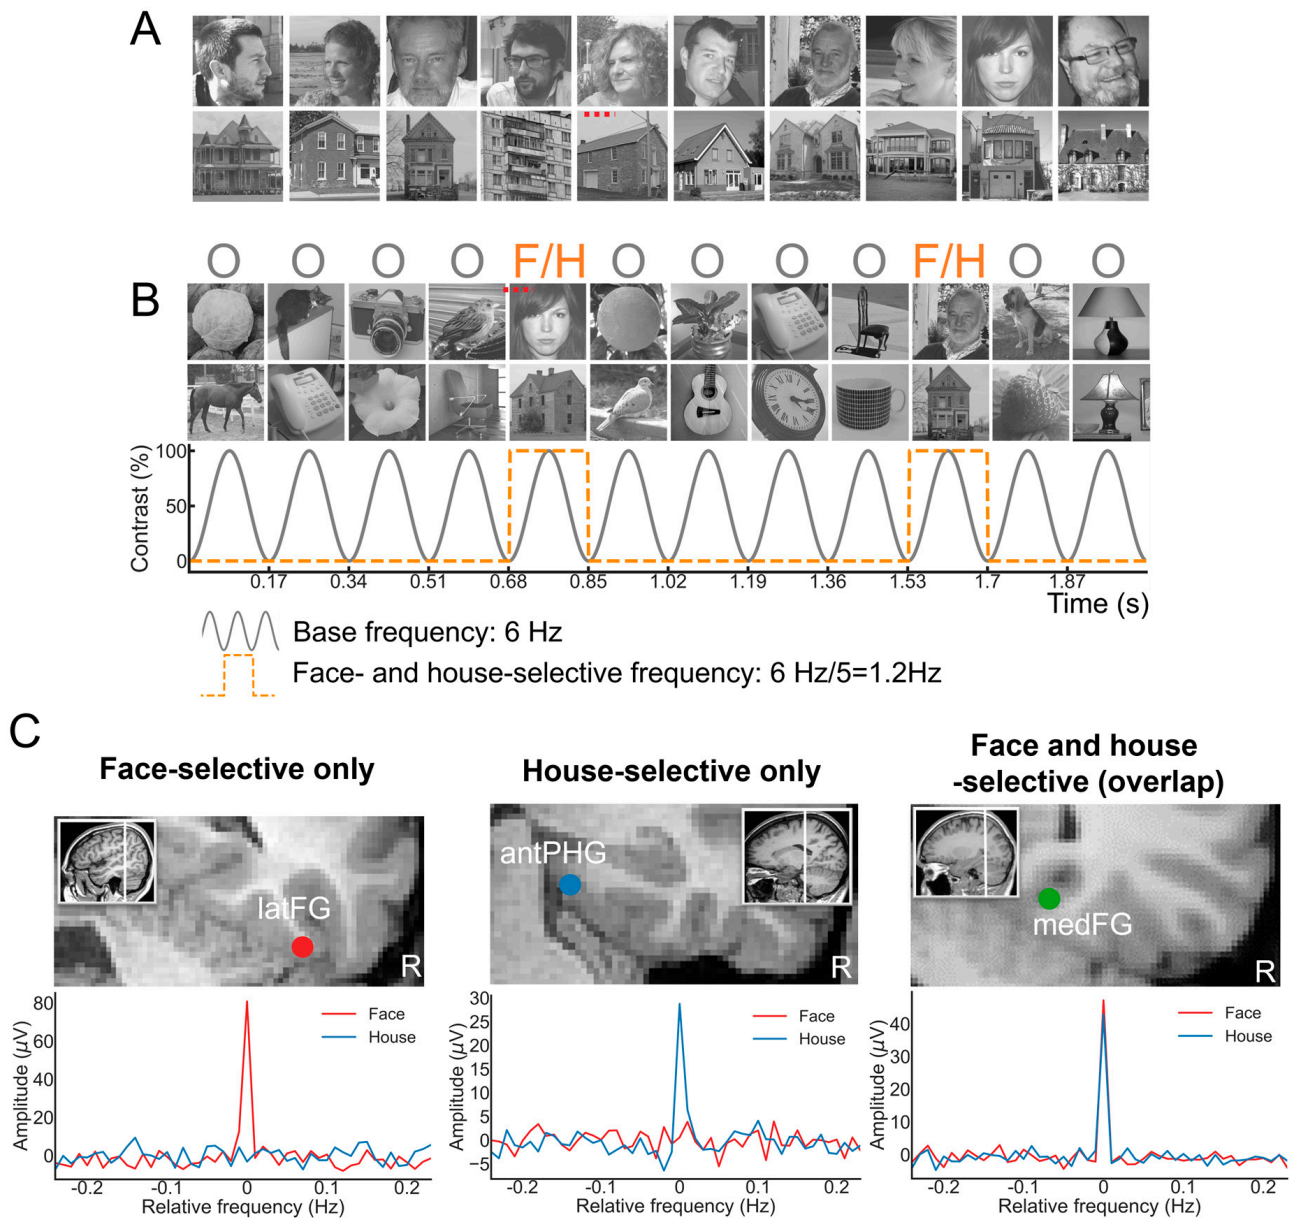 A
O O O O F/H O O O O F/H O O
B
Contrast (%)
100
50
0
0.17 0.34 0.51 0.68 0.85 1.02 1.19 1.36 1.53 1.7 1.87
Time (s)
Base frequency: 6 Hz
Face- and house-selective frequency: 6 Hz/5=1.2Hz
C
Face-selective only
House-selective only
Face and house
-selective (overlap)
latFG
R
antPHG
R
medFG
R
Amplitude (μV)
80
60
40
20
0
Face
House
-0.2 -0.1 0 0.1 0.2
Relative frequency (Hz)
Amplitude (μV)
30
25
20
15
10
5
0
−5
Face
House
-0.2 -0.1 0 0.1 0.2
Relative frequency (Hz)
Amplitude (μV)
40
30
20
10
0
Face
House
-0.2 -0.1 0 0.1 0.2
Relative frequency (Hz)